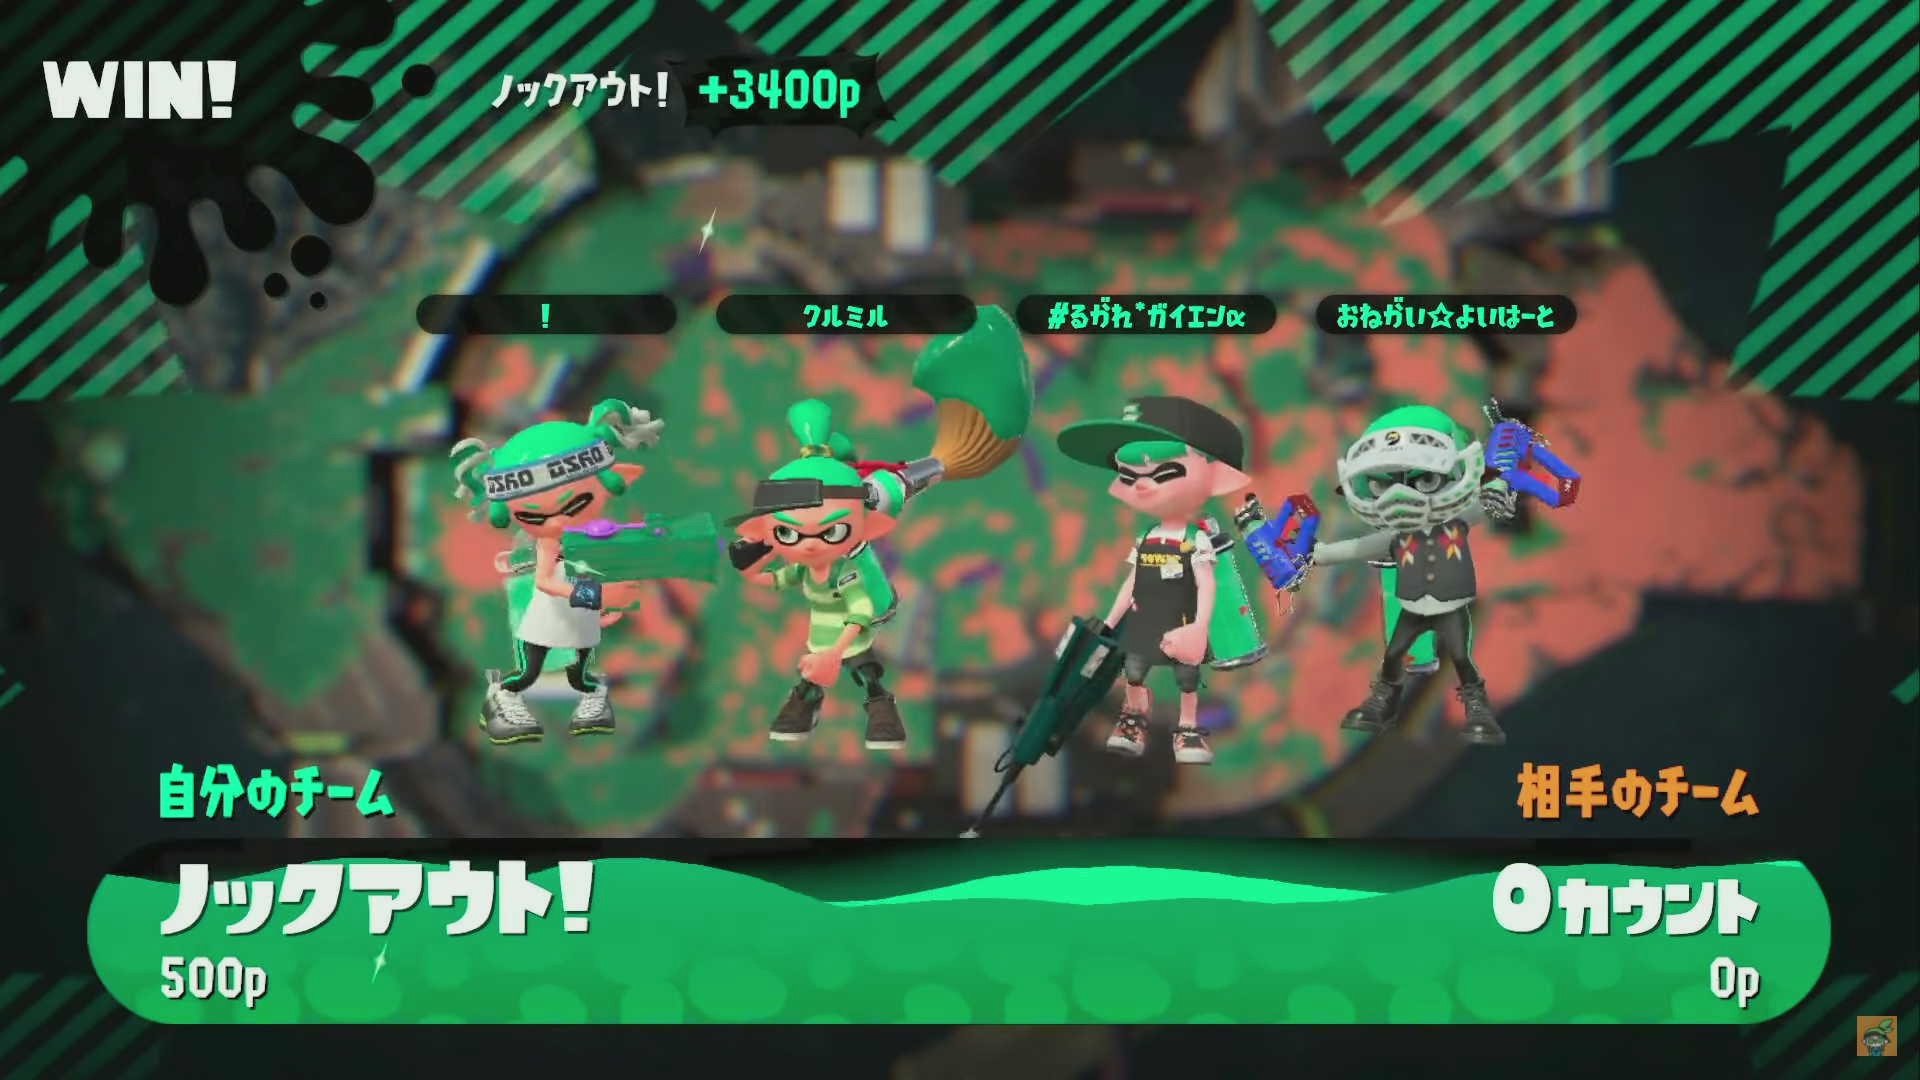 WIN!
ノックアウト! +3400p
!
クルミル
#るがれ*ガイエンα
おねがい☆よいはーと
自分のチーム
相手のチーム
ノックアウト!
0カウント
500p
0p